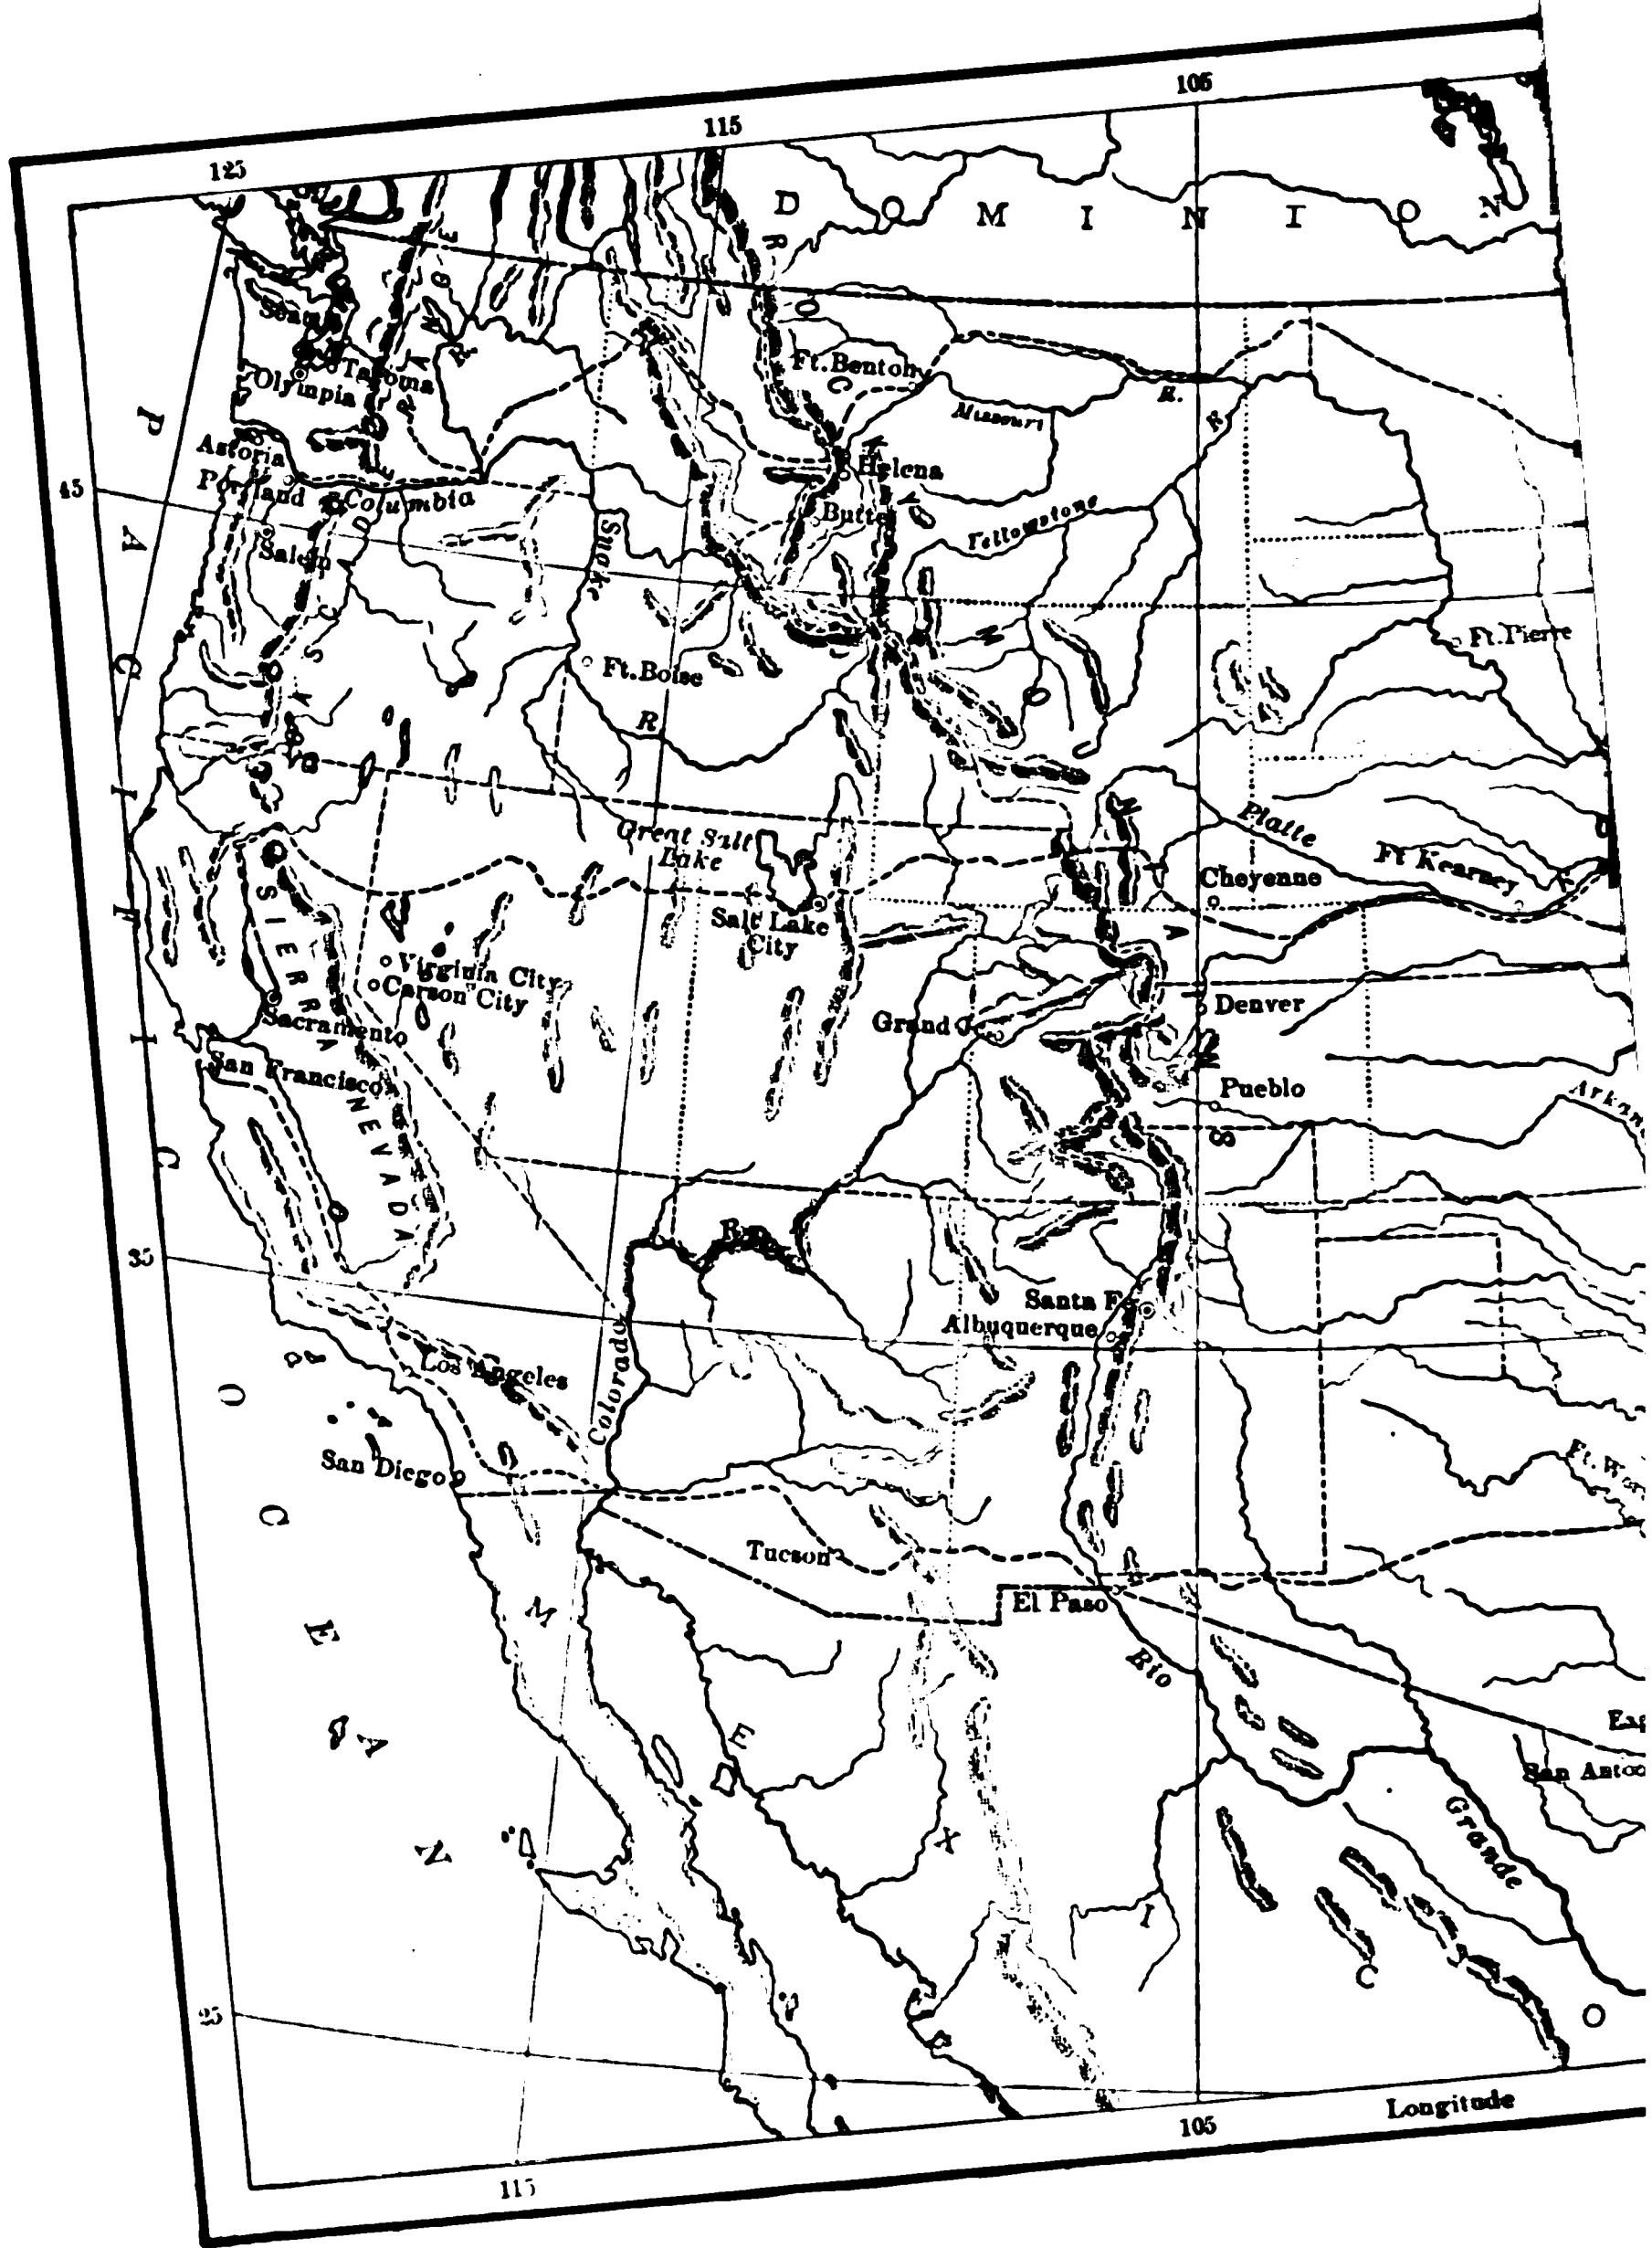 105
115
125
D O M I N I O N
Seattle
Tacoma
Olympia
Ft. Benton
Missouri
R.
R.
R.
Astoria
Portland
Columbia
Helena
Butte
Yellowstone
45
Salem
Snake
Ft. Boise
R
Ft. Pierre
Great Salt
Lake
Platte
Ft Kearney
Cheyenne
Salt Lake
City
Virginia City
Carson City
Sacramento
San Francisco
SIERRA NEVADA
Grand
Denver
Pueblo
35
Santa Fe
Albuquerque
Los Angeles
Colorado
San Diego
Tucson
El Paso
Rio
Grande
P A C I F I C
O C E A N
M E X I C O
25
Longitude
105
115